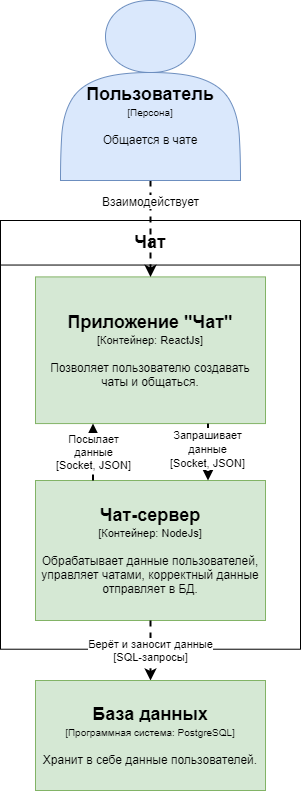 Пользователь
[Персона]
Общается в чате
Взаимодействует
Чат
Приложение "Чат"
[Контейнер: ReactJs]
Позволяет пользователю создавать
чаты и общаться.
Посылает
данные
[Socket, JSON]
Запрашивает
данные
[Socket, JSON]
Чат-сервер
[Контейнер: NodeJs]
Обрабатывает данные пользователей,
управляет чатами, корректный данные
отправляет в БД.
Берёт и заносит данные
[SQL-запросы]
База данных
[Программная система: PostgreSQL]
Хранит в себе данные пользователей.